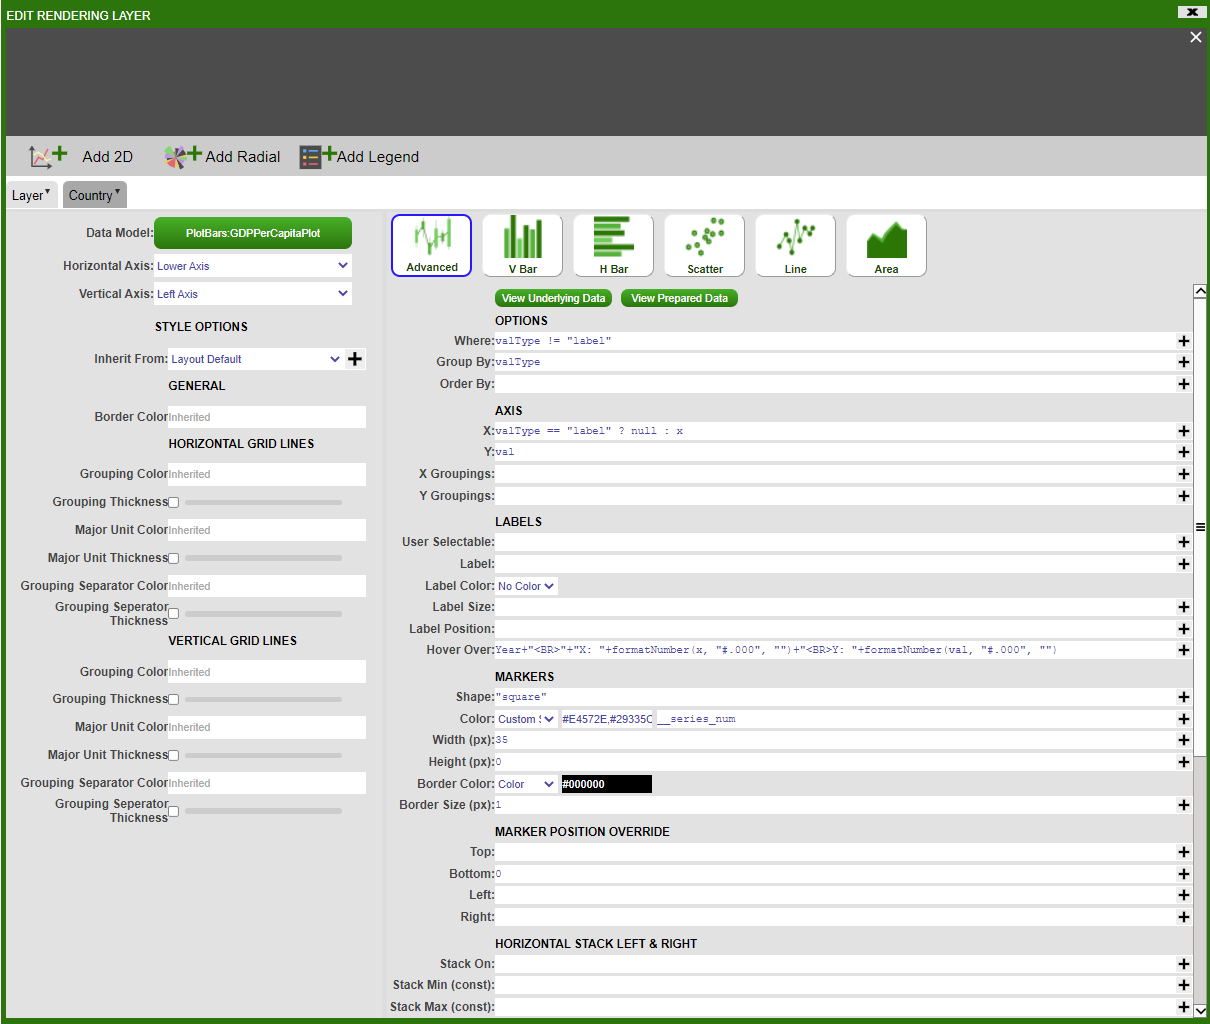 EDIT RENDERING LAYER
Add 2D
Add Radial
Add Legend
Layer
Country
Data Model: PlotBars:GDPPerCapitaPlot
Horizontal Axis: Lower Axis
Vertical Axis: Left Axis
STYLE OPTIONS
Inherit From: Layout Default
GENERAL
Border Color Inherited
HORIZONTAL GRID LINES
Grouping Color Inherited
Grouping Thickness
Major Unit Color Inherited
Major Unit Thickness
Grouping Separator Color Inherited
Grouping Seperator
Thickness
VERTICAL GRID LINES
Grouping Color Inherited
Grouping Thickness
Major Unit Color Inherited
Major Unit Thickness
Grouping Separator Color Inherited
Grouping Seperator
Thickness
Advanced
V Bar
H Bar
Scatter
Line
Area
View Underlying Data
View Prepared Data
OPTIONS
Where: valType != "label"
Group By: valType
Order By:
AXIS
X: valType == "label" ? null : x
Y: val
X Groupings:
Y Groupings:
LABELS
User Selectable:
Label:
Label Color: No Color
Label Size:
Label Position:
Hover Over: Year+"<BR>"+"X: "+formatNumber(x, "#.000", "")+"<BR>Y: "+formatNumber(val, "#.000", "")
MARKERS
Shape: "square"
Color: Custom #E4572E,#29335C __series_num
Width (px): 35
Height (px): 0
Border Color: Color #000000
Border Size (px): 1
MARKER POSITION OVERRIDE
Top:
Bottom: 0
Left:
Right:
HORIZONTAL STACK LEFT & RIGHT
Stack On:
Stack Min (const):
Stack Max (const):